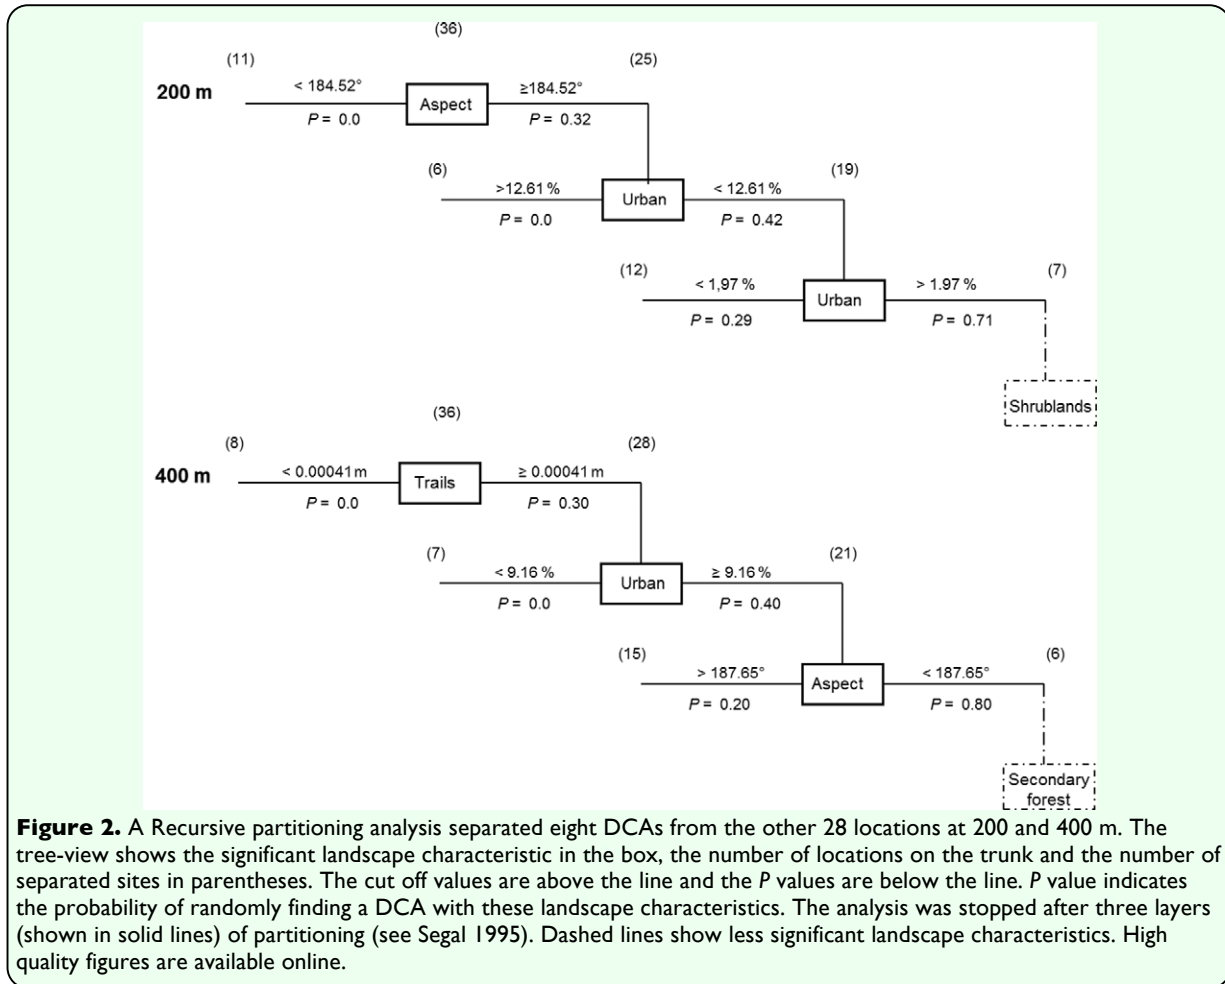 (36)
(11) (25)
200 m < 184.52° Aspect ≥184.52°
P = 0.0 P = 0.32
(6) (19)
>12.61 % Urban < 12.61 %
P = 0.0 P = 0.42
(12) (7)
< 1,97 % Urban > 1.97 %
P = 0.29 P = 0.71
Shrublands
(36)
(8) (28)
400 m < 0.00041 m Trails ≥ 0.00041 m
P = 0.0 P = 0.30
(7) (21)
< 9.16 % Urban ≥ 9.16 %
P = 0.0 P = 0.40
(15) (6)
> 187.65° Aspect < 187.65°
P = 0.20 P = 0.80
Secondary
forest
Figure 2. A Recursive partitioning analysis separated eight DCAs from the other 28 locations at 200 and 400 m. The
tree-view shows the significant landscape characteristic in the box, the number of locations on the trunk and the number of
separated sites in parentheses. The cut off values are above the line and the P values are below the line. P value indicates
the probability of randomly finding a DCA with these landscape characteristics. The analysis was stopped after three layers
(shown in solid lines) of partitioning (see Segal 1995). Dashed lines show less significant landscape characteristics. High
quality figures are available online.